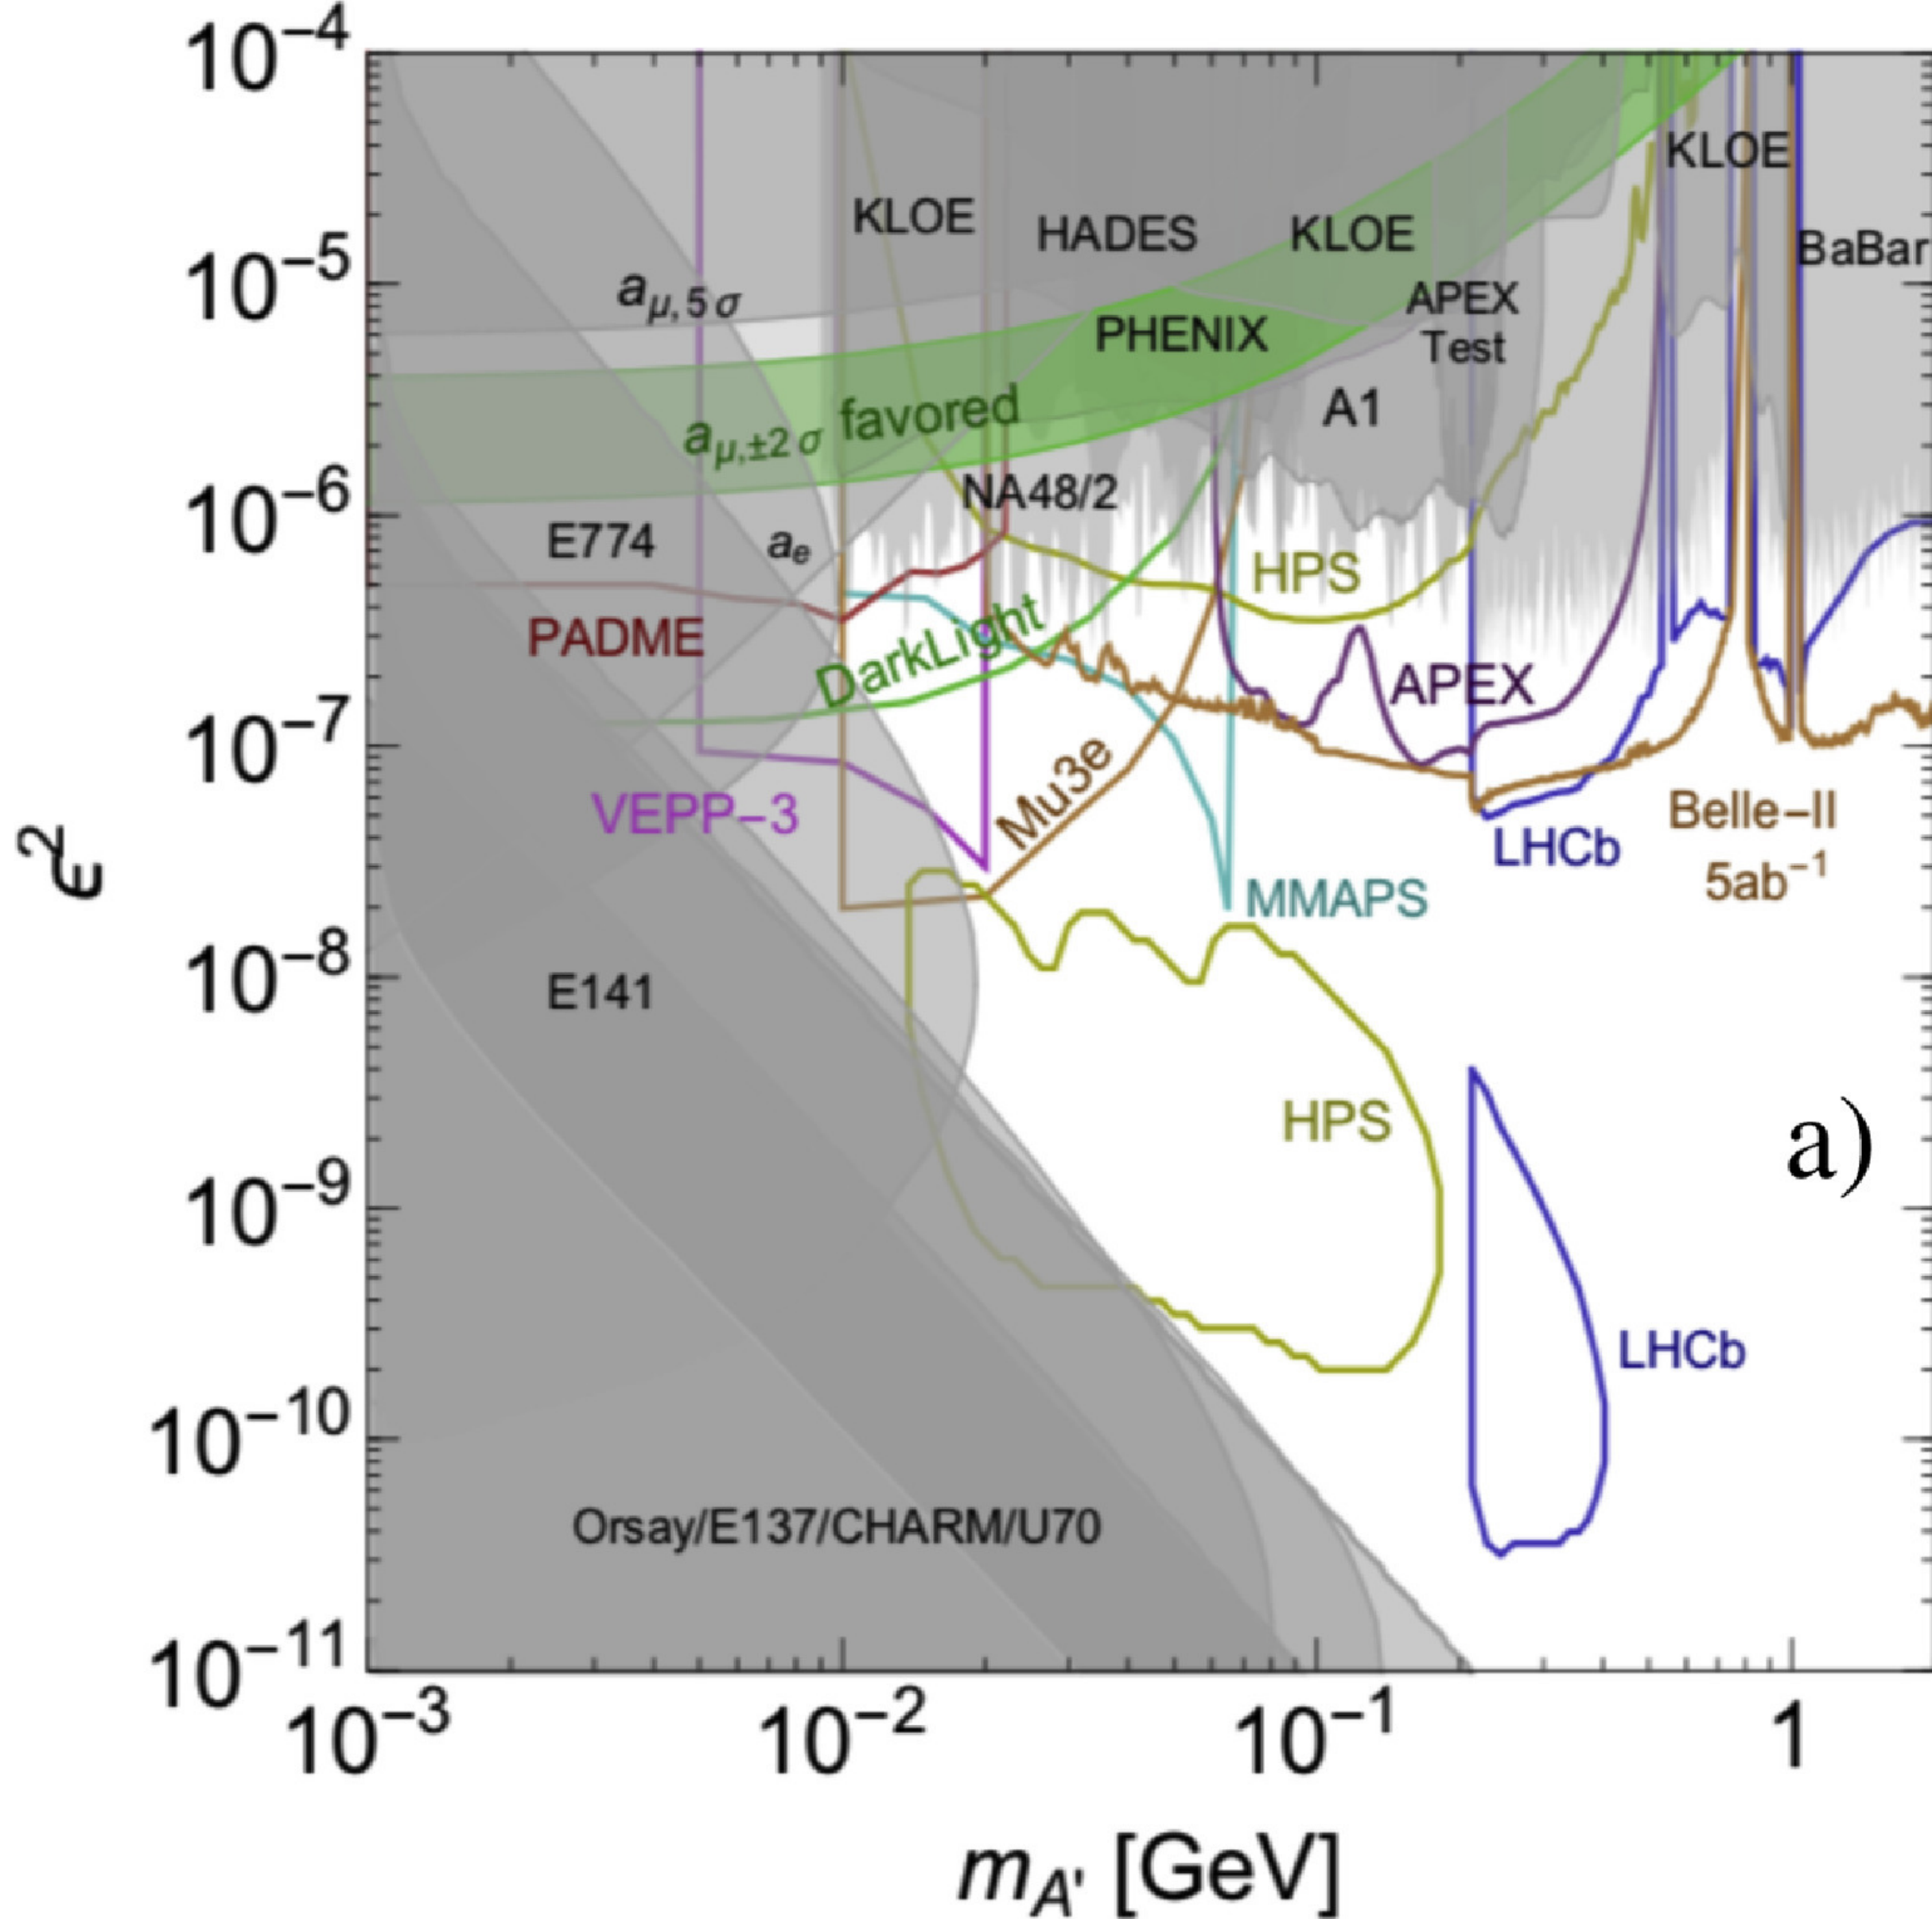 10⁻⁴
10⁻⁵
10⁻⁶
10⁻⁷
10⁻⁸
10⁻⁹
10⁻¹⁰
10⁻¹¹
ϵ²
KLOE
KLOE
HADES
KLOE
BaBar
a_μ,5σ
APEX
Test
PHENIX
favored
a_μ,±2σ
A1
NA48/2
E774
a_e
HPS
PADME
DarkLight
APEX
VEPP−3
Mu3e
Belle−II
5ab⁻¹
LHCb
MMAPS
E141
HPS
a)
LHCb
Orsay/E137/CHARM/U70
10⁻³ 10⁻² 10⁻¹ 1
m_A' [GeV]